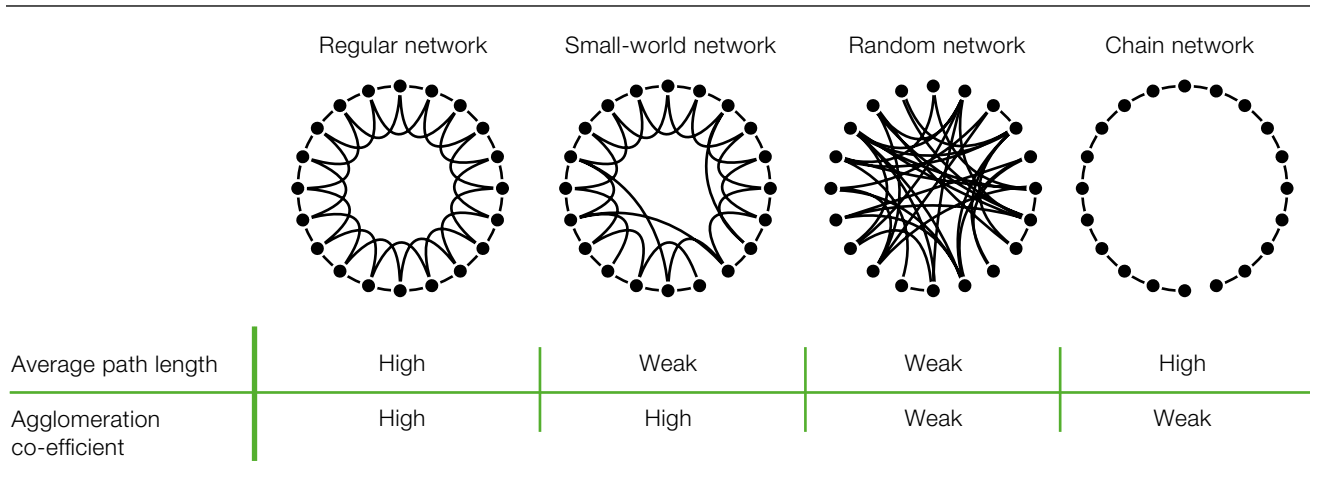 Regular network Small-world network Random network Chain network
Average path length High Weak Weak High
Agglomeration High High Weak Weak
co-efficient